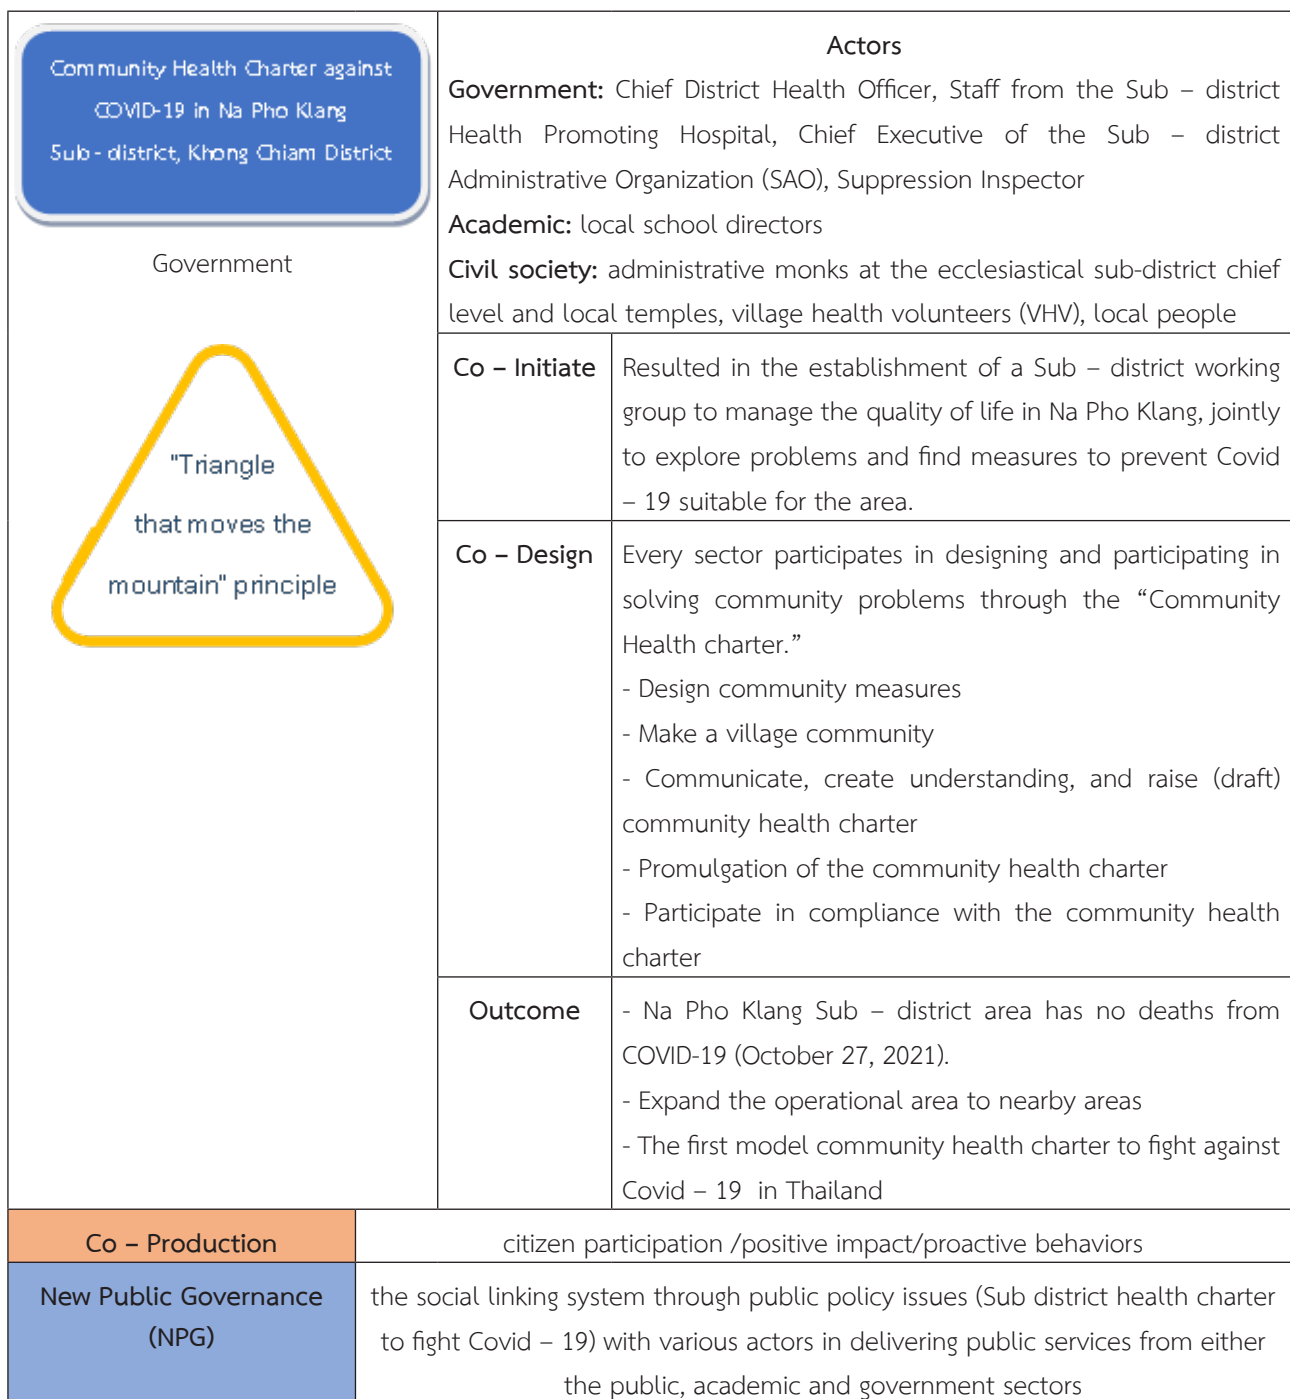 Community Health Charter against
COVID-19 in Na Pho Klang
Sub - district, Khong Chiam District
Government
"Triangle
that moves the
mountain" principle
Actors
Government: Chief District Health Officer, Staff from the Sub – district
Health Promoting Hospital, Chief Executive of the Sub – district
Administrative Organization (SAO), Suppression Inspector
Academic: local school directors
Civil society: administrative monks at the ecclesiastical sub-district chief
level and local temples, village health volunteers (VHV), local people
Co – Initiate
Resulted in the establishment of a Sub – district working
group to manage the quality of life in Na Pho Klang, jointly
to explore problems and find measures to prevent Covid
– 19 suitable for the area.
Co – Design
Every sector participates in designing and participating in
solving community problems through the “Community
Health charter.”
- Design community measures
- Make a village community
- Communicate, create understanding, and raise (draft)
community health charter
- Promulgation of the community health charter
- Participate in compliance with the community health
charter
Outcome
- Na Pho Klang Sub – district area has no deaths from
COVID-19 (October 27, 2021).
- Expand the operational area to nearby areas
- The first model community health charter to fight against
Covid – 19 in Thailand
Co – Production
citizen participation /positive impact/proactive behaviors
New Public Governance
(NPG)
the social linking system through public policy issues (Sub district health charter
to fight Covid – 19) with various actors in delivering public services from either
the public, academic and government sectors